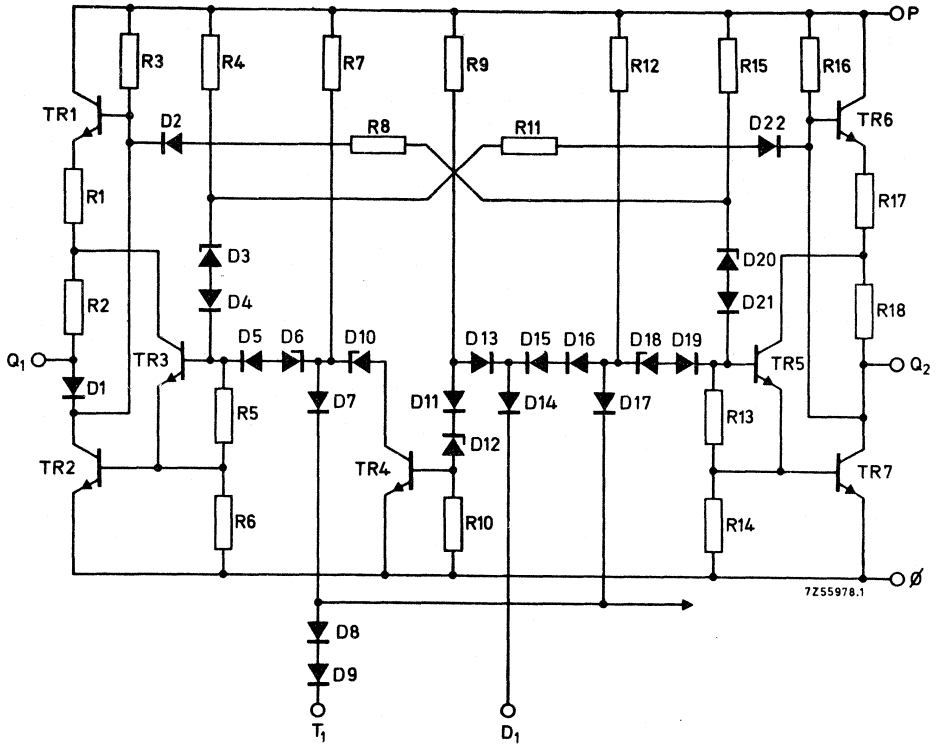 P
R3
R4
R7
R9
R12
R15
R16
TR1
D2
R8
R11
D22
TR6
R1
R17
D3
D20
R2
D4
D21
R18
TR3
D5
D6
D10
D13
D15
D16
D18
D19
TR5
Q1
Q2
D1
R5
D7
D11
D14
D17
R13
D12
TR2
TR4
TR7
R6
R10
R14
Ø
7Z55978.1
D8
D9
T1
D1